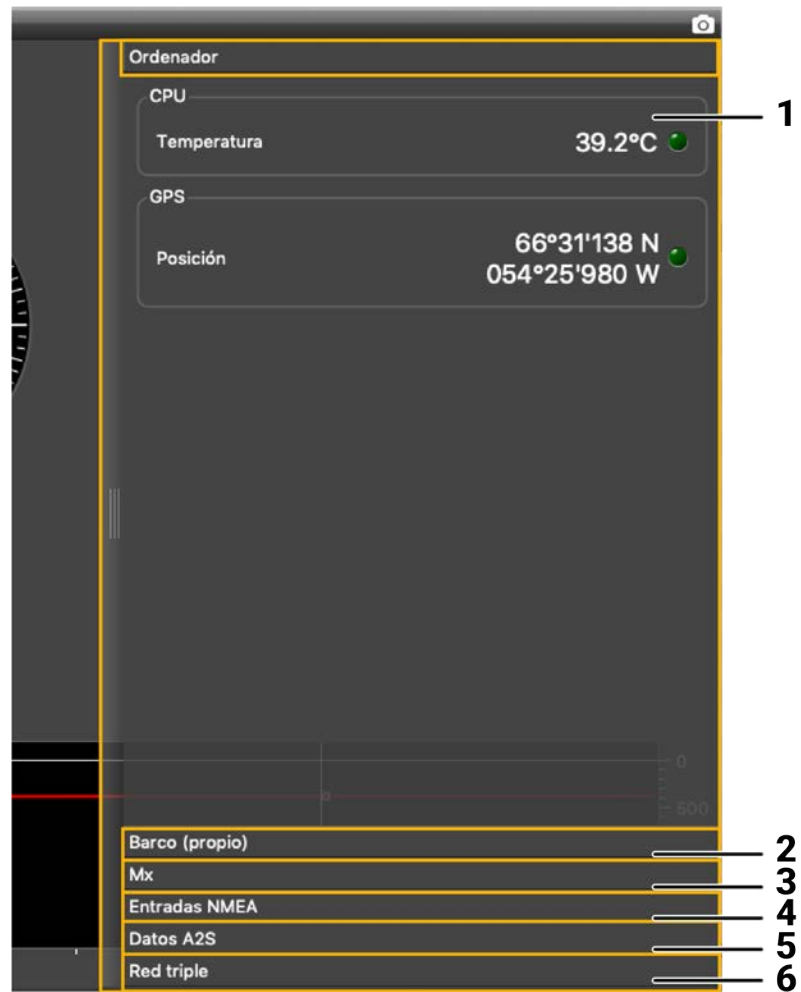 Ordenador
CPU
1
Temperatura 39.2°C
GPS
Posición 66°31'138 N
054°25'980 W
0
500
Barco (propio)
2
Mx
3
Entradas NMEA
4
Datos A2S
5
Red triple
6